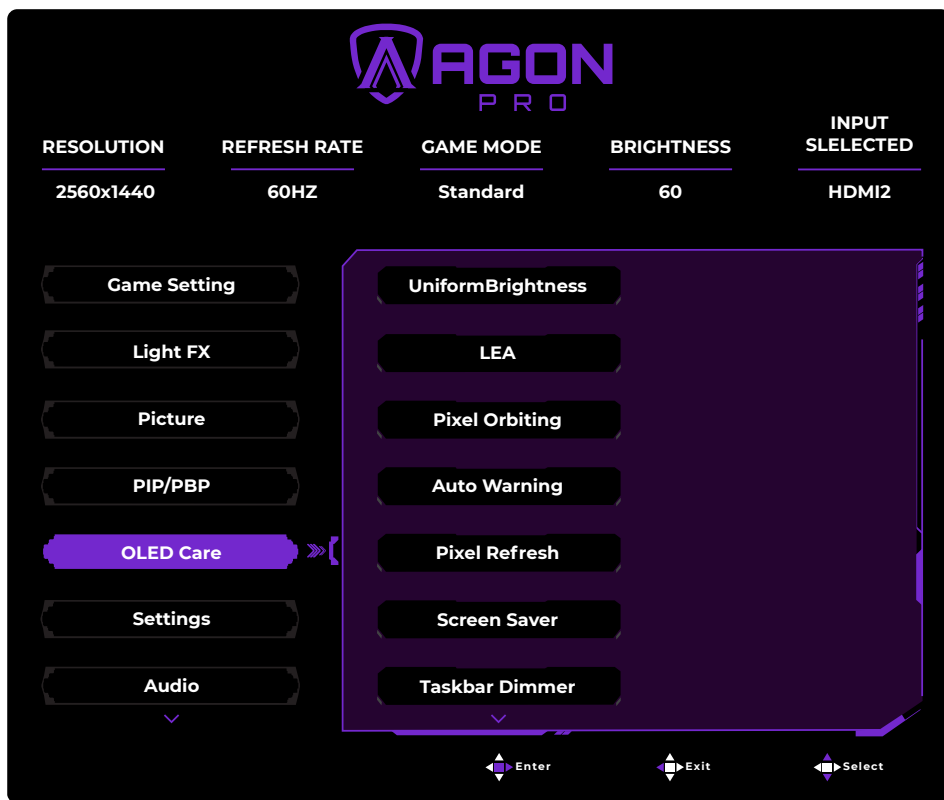 AGON
PRO
RESOLUTION
REFRESH RATE
GAME MODE
BRIGHTNESS
INPUT
SLELECTED
2560x1440
60HZ
Standard
60
HDMI2
Game Setting
Light FX
Picture
PIP/PBP
OLED Care
Settings
Audio
UniformBrightness
LEA
Pixel Orbiting
Auto Warning
Pixel Refresh
Screen Saver
Taskbar Dimmer
Enter
Exit
Select